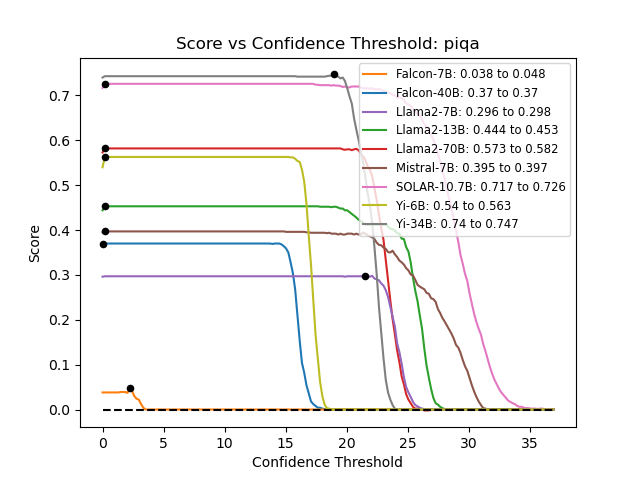 Score vs Confidence Threshold: piqa
Score
0.7
0.6
0.5
0.4
0.3
0.2
0.1
0.0
Falcon-7B: 0.038 to 0.048
Falcon-40B: 0.37 to 0.37
Llama2-7B: 0.296 to 0.298
Llama2-13B: 0.444 to 0.453
Llama2-70B: 0.573 to 0.582
Mistral-7B: 0.395 to 0.397
SOLAR-10.7B: 0.717 to 0.726
Yi-6B: 0.54 to 0.563
Yi-34B: 0.74 to 0.747
0 5 10 15 20 25 30 35
Confidence Threshold